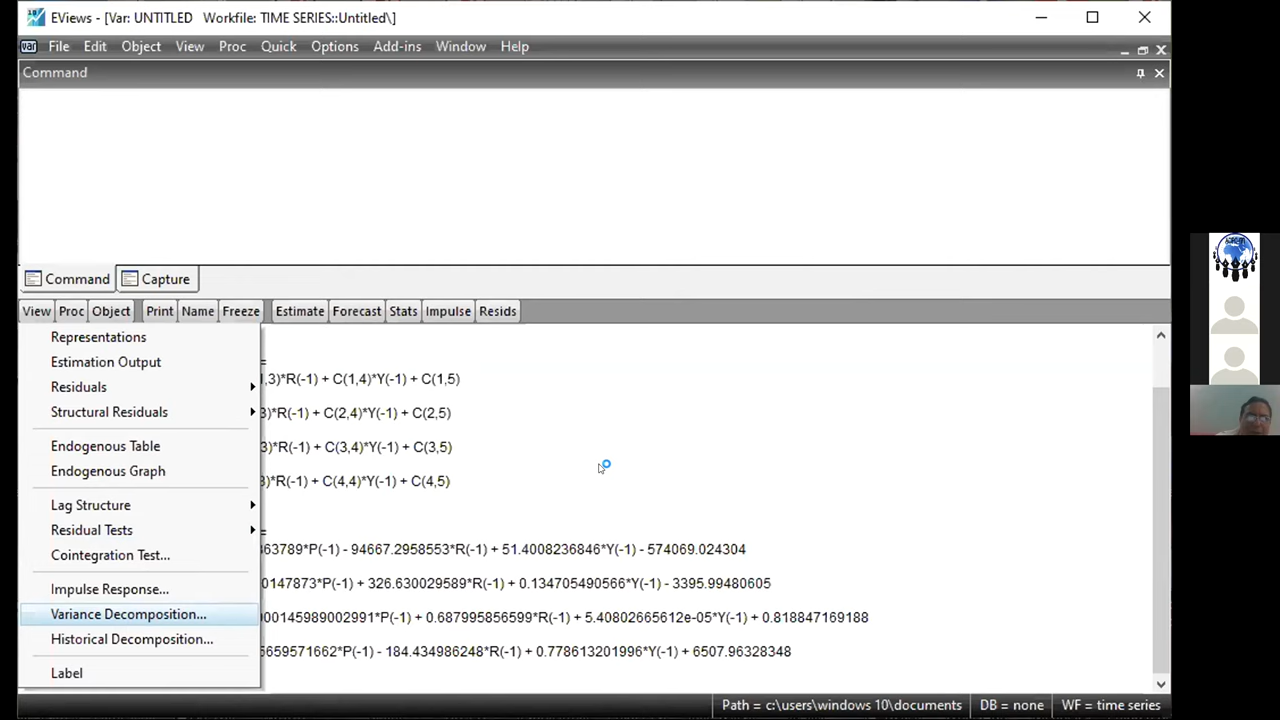 EViews - [Var: UNTITLED   Workfile: TIME SERIES::Untitled\]
File Edit Object View Proc Quick Options Add-ins Window Help
Command
Command Capture
View Proc Object Print Name Freeze Estimate Forecast Stats Impulse Resids
Representations
Estimation Output
Residuals
Structural Residuals
Endogenous Table
Endogenous Graph
Lag Structure
Residual Tests
Cointegration Test...
Impulse Response...
Variance Decomposition...
Historical Decomposition...
Label
=
,3)*R(-1) + C(1,4)*Y(-1) + C(1,5)
3)*R(-1) + C(2,4)*Y(-1) + C(2,5)
3)*R(-1) + C(3,4)*Y(-1) + C(3,5)
3)*R(-1) + C(4,4)*Y(-1) + C(4,5)
=
363789*P(-1) - 94667.2958553*R(-1) + 51.4008236846*Y(-1) - 574069.024304
0147873*P(-1) + 326.630029589*R(-1) + 0.134705490566*Y(-1) - 3395.99480605
000145989002991*P(-1) + 0.687995856599*R(-1) + 5.40802665612e-05*Y(-1) + 0.818847169188
5659571662*P(-1) - 184.434986248*R(-1) + 0.778613201996*Y(-1) + 6507.96328348
Path = c:\users\windows 10\documents DB = none WF = time series